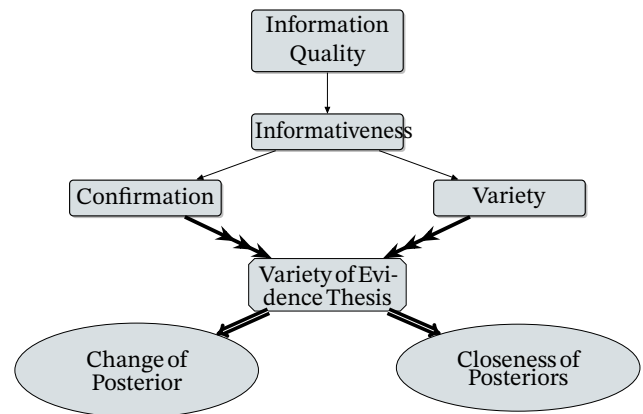 Information
Quality
Informativeness
Confirmation
Variety
Variety of Evi-
dence Thesis
Change of
Posterior
Closeness of
Posteriors